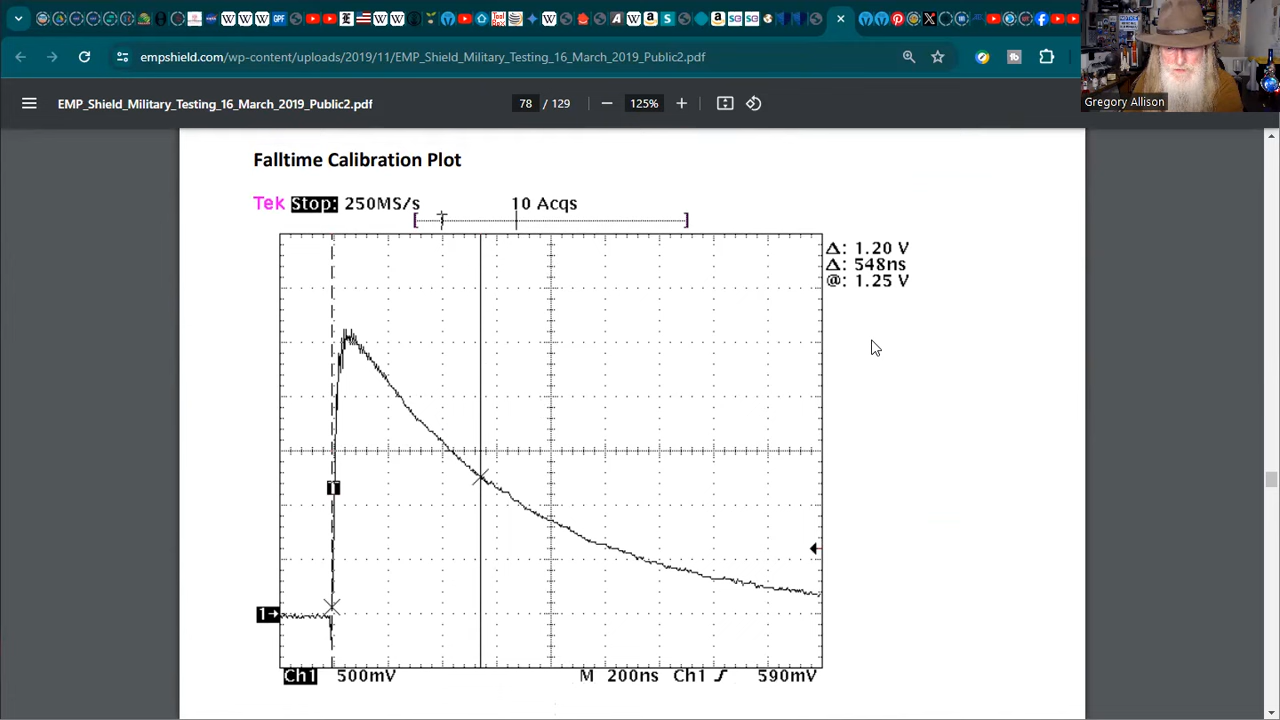 empshield.com/wp-content/uploads/2019/11/EMP_Shield_Military_Testing_16_March_2019_Public2.pdf
Gregory Allison
EMP_Shield_Military_Testing_16_March_2019_Public2.pdf
78 / 129
125%
Falltime Calibration Plot
Tek Stop: 250MS/s
10 Acqs
Δ: 1.20 V
Δ: 548ns
@: 1.25 V
T
1→
Ch1 500mV
M 200ns Ch1 590mV